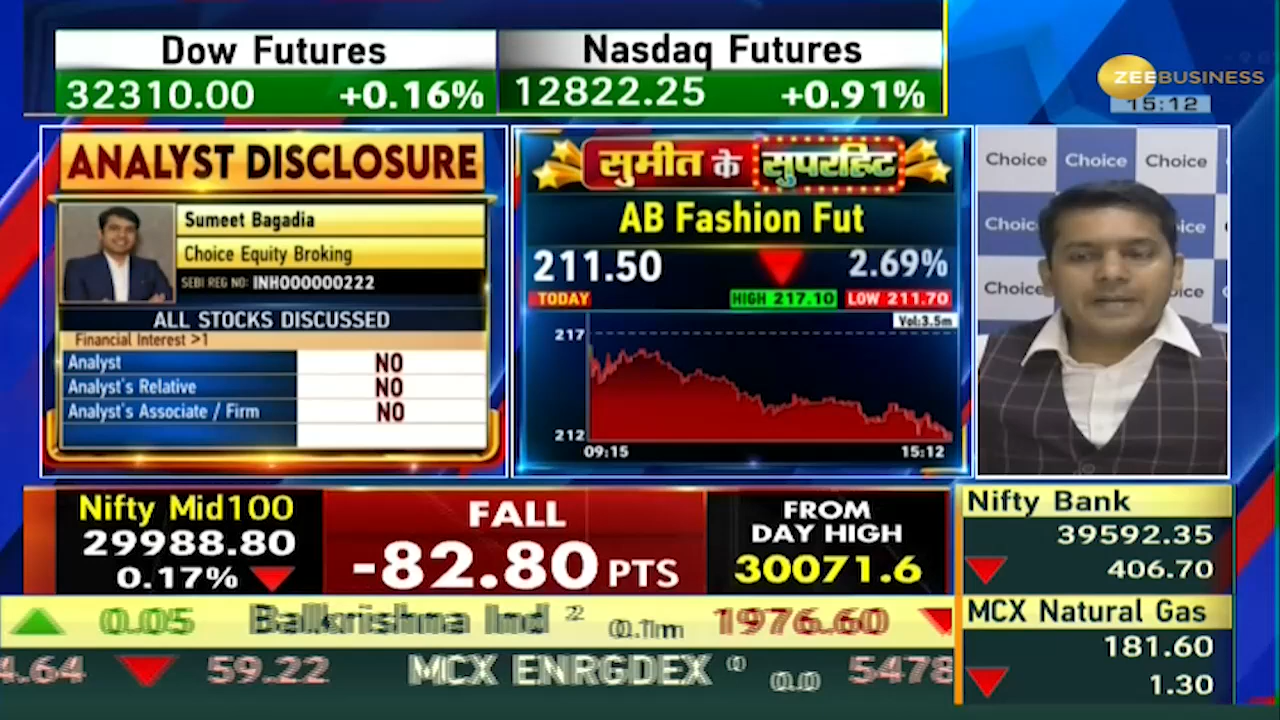 Dow Futures
32310.00 +0.16%
Nasdaq Futures
12822.25 +0.91%
ZEEBUSINESS
15:12
ANALYST DISCLOSURE
Sumeet Bagadia
Choice Equity Broking
SEBI REG NO: INH000000222
ALL STOCKS DISCUSSED
Financial Interest >1
Analyst NO
Analyst's Relative NO
Analyst's Associate / Firm NO
सुमीत के सुपरहिट
AB Fashion Fut
211.50 2.69%
TODAY HIGH 217.10 LOW 211.70
Vol:3.5m
217
212
09:15 15:12
Choice Choice Choice
Choice
Choice
Nifty Mid100
29988.80
0.17%
FALL
-82.80 PTS
FROM
DAY HIGH
30071.6
Nifty Bank
39592.35
406.70
MCX Natural Gas
181.60
1.30
0.05 Balkrishna Ind 1976.60
4.64 59.22 MCX ENRGDEX 0.0 5478